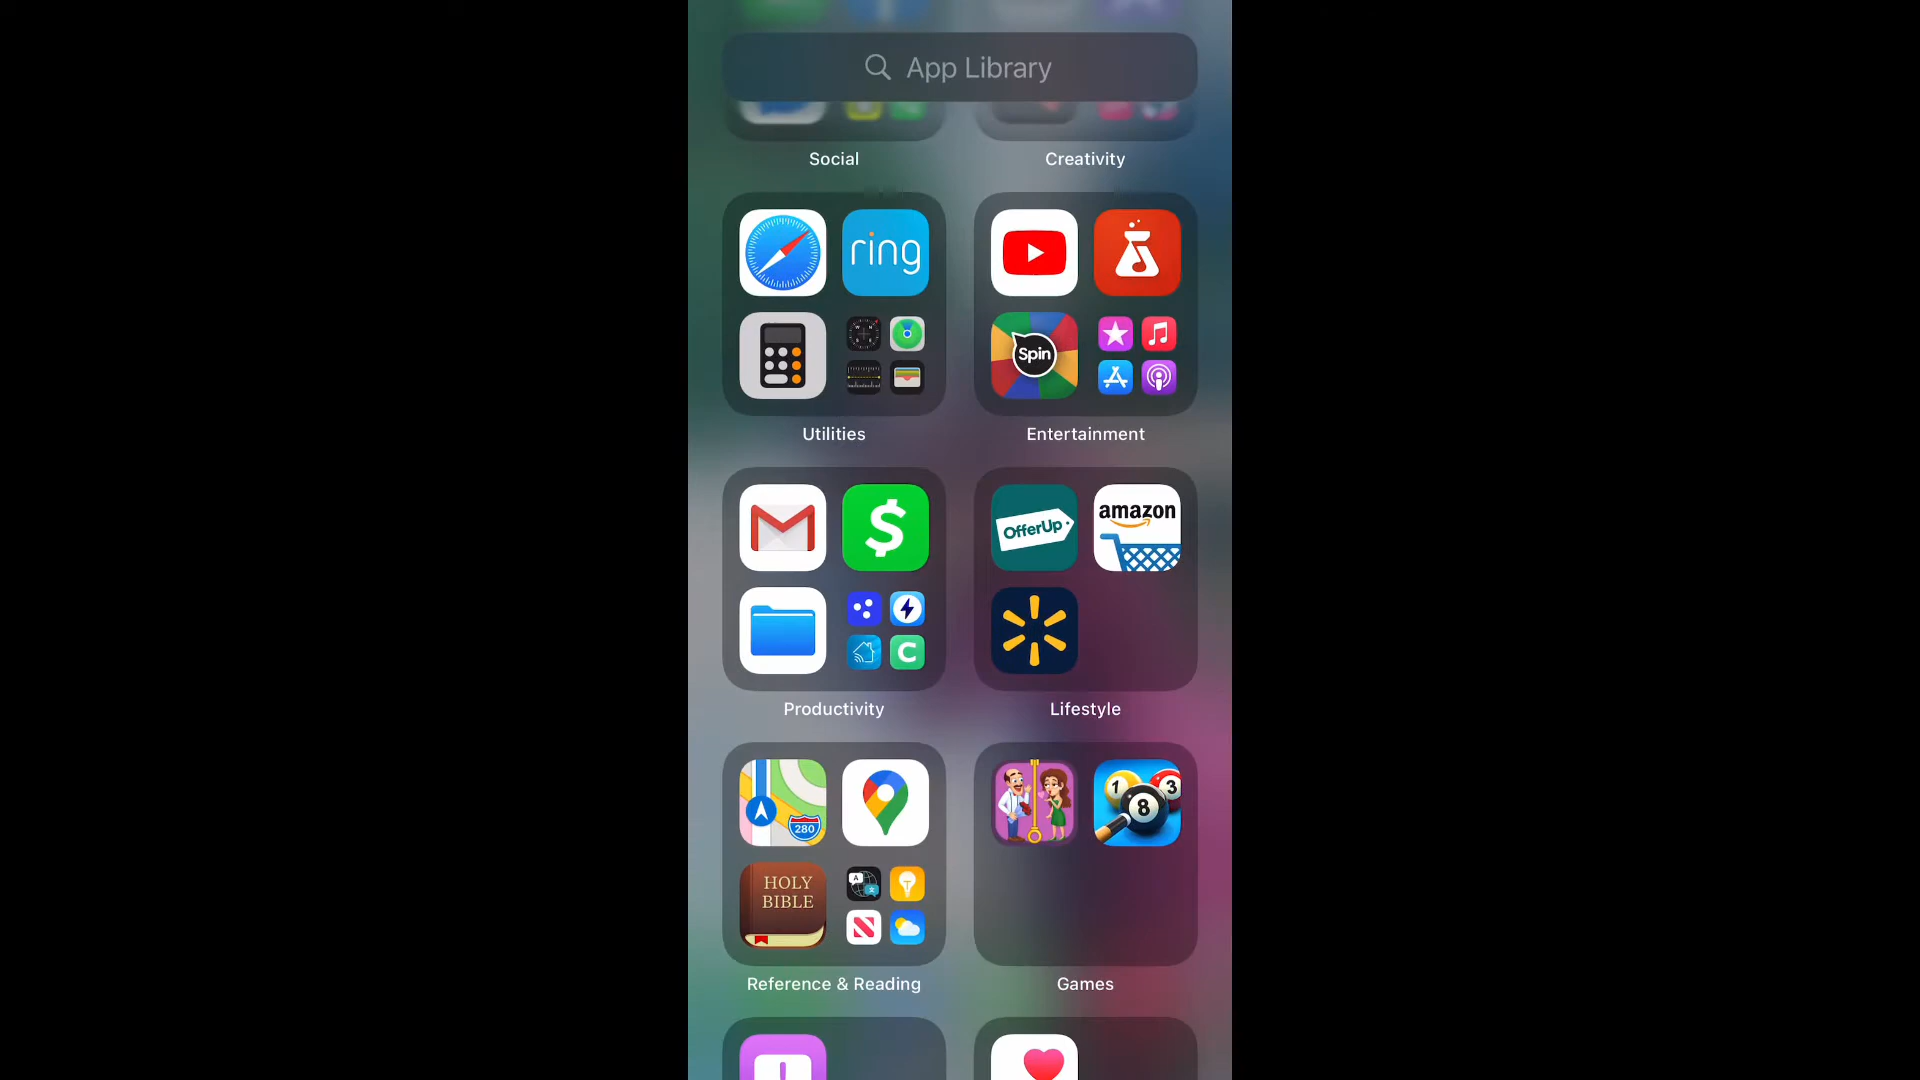 App Library
Social
Creativity
ring
Spin
Utilities
Entertainment
$
OfferUp
amazon
C
Productivity
Lifestyle
280
1
3
8
HOLY
BIBLE
A
T
Reference & Reading
Games